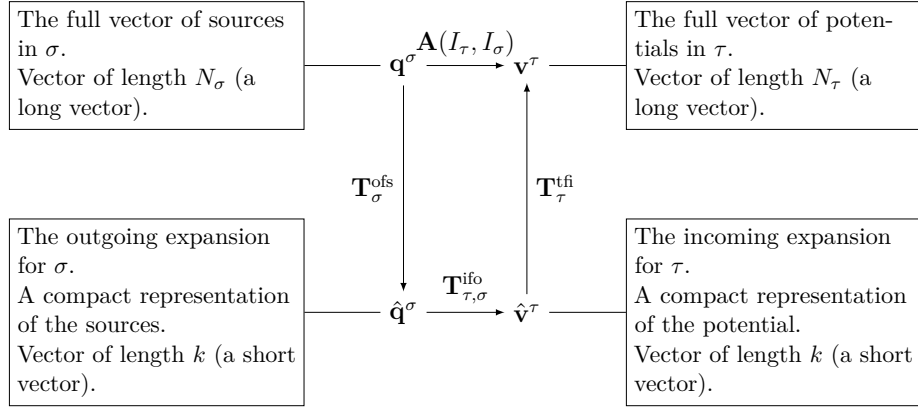 The full vector of sources
in σ.
Vector of length N_σ (a
long vector).
q^σ
A(I_τ, I_σ)
v^τ
The full vector of poten-
tials in τ.
Vector of length N_τ (a
long vector).
T_σ^ofs
T_τ^tfi
The outgoing expansion
for σ.
A compact representation
of the sources.
Vector of length k (a short
vector).
q̂^σ
T_τ,σ^ifo
v̂^τ
The incoming expansion
for τ.
A compact representation
of the potential.
Vector of length k (a short
vector).